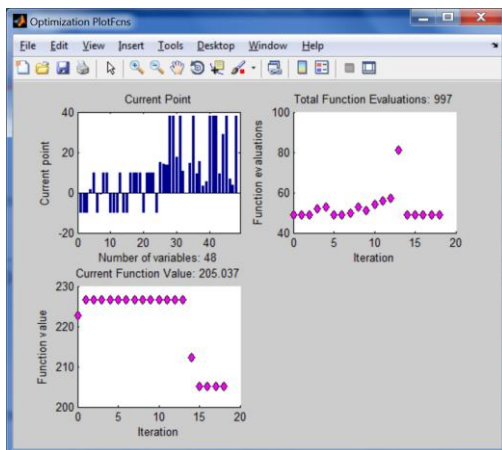 Optimization PlotFcns
File Edit View Insert Tools Desktop Window Help
Current Point
Current point
40
20
0
-20
0 10 20 30 40
Number of variables: 48
Total Function Evaluations: 997
Function evaluations
100
80
60
40
0 5 10 15 20
Iteration
Current Function Value: 205.037
Function value
230
220
210
200
0 5 10 15 20
Iteration